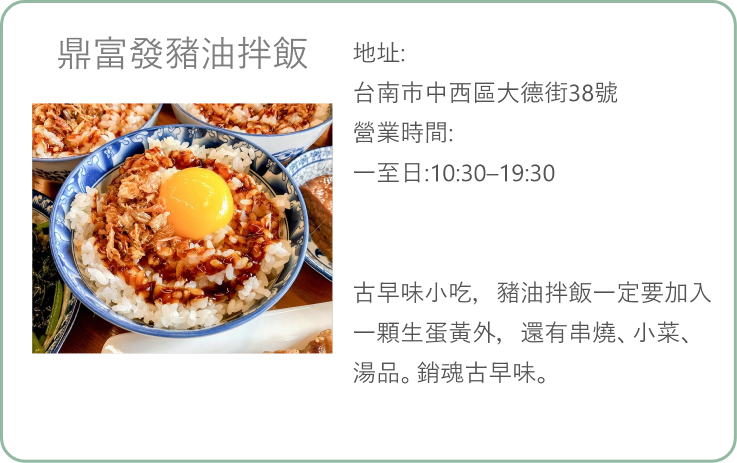 鼎富發豬油拌飯
地址:
台南市中西區大德街38號
營業時間:
一至日:10:30–19:30
古早味小吃，豬油拌飯一定要加入
一顆生蛋黃外，還有串燒、小菜、
湯品。銷魂古早味。